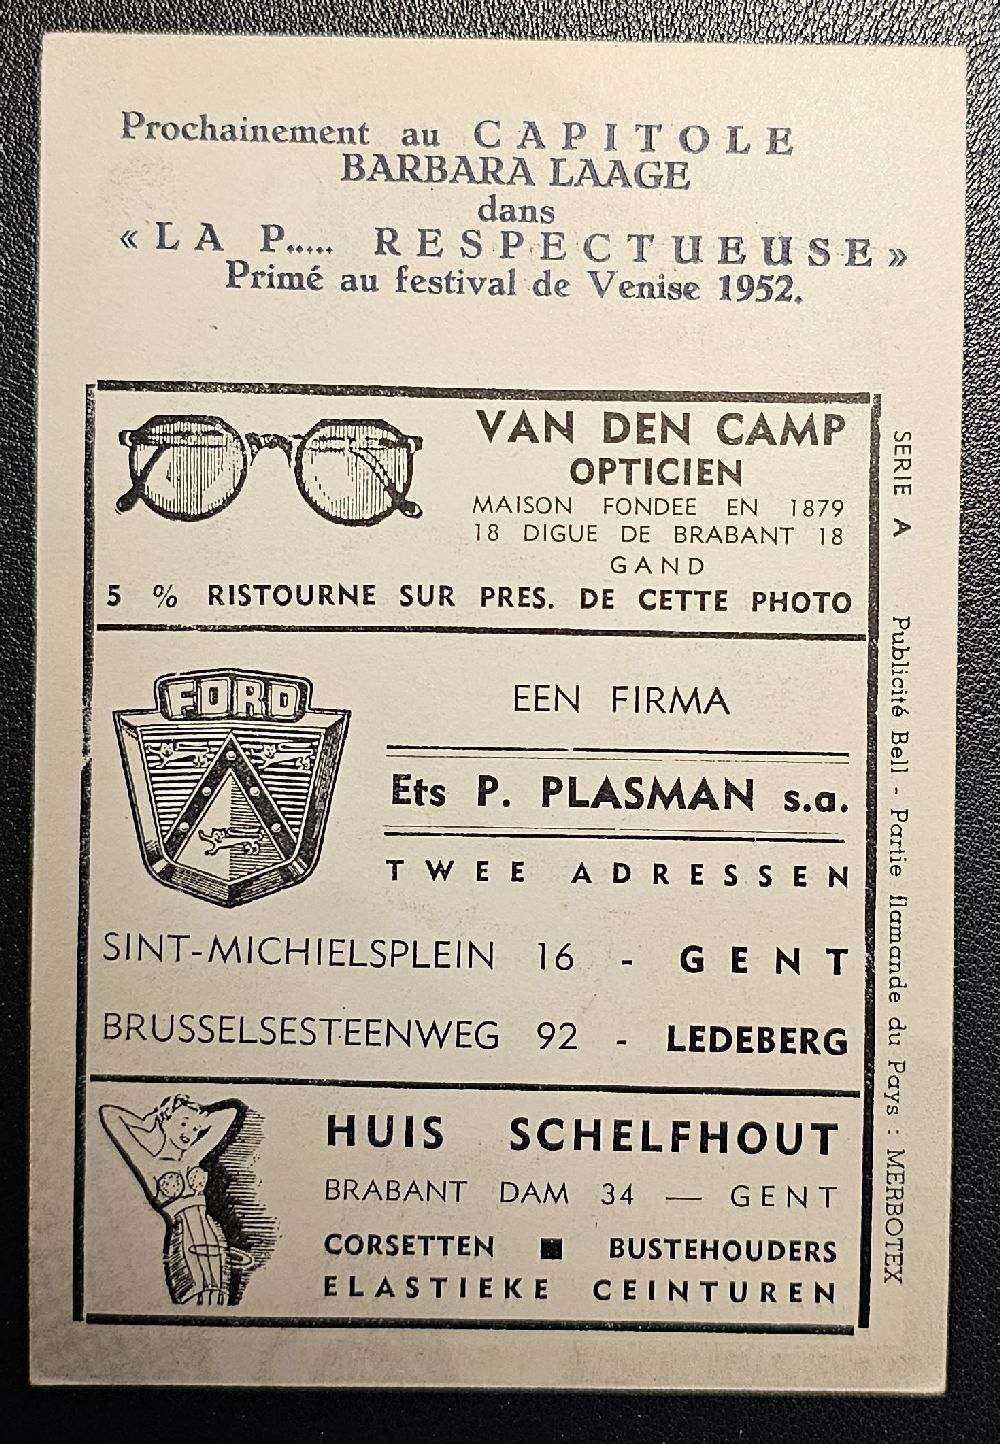 Prochainement au CAPITOLE
BARBARA LAAGE
dans
« LA P..... RESPECTUEUSE »
Primé au festival de Venise 1952.
VAN DEN CAMP
OPTICIEN
MAISON FONDEE EN 1879
18 DIGUE DE BRABANT 18
GAND
5 % RISTOURNE SUR PRES. DE CETTE PHOTO
FORD
EEN FIRMA
Ets P. PLASMAN s.a.
TWEE ADRESSEN
SINT-MICHIELSPLEIN 16 - GENT
BRUSSELSESTEENWEG 92 - LEDEBERG
HUIS SCHELFHOUT
BRABANT DAM 34 — GENT
CORSETTEN ■ BUSTEHOUDERS
ELASTIEKE CEINTUREN
SERIE A Publicité Bell - Partie flamande du Pays : MERBOTEX